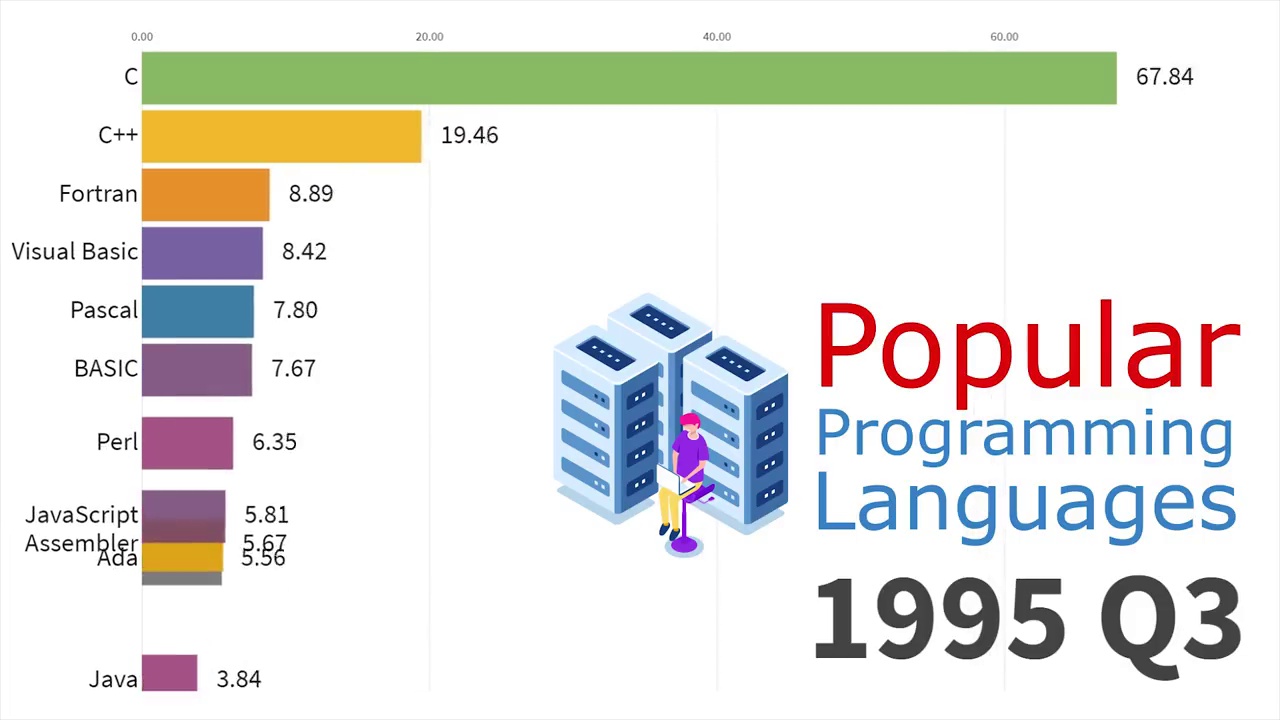 0.00 20.00 40.00 60.00
C 67.84
C++ 19.46
Fortran 8.89
Visual Basic 8.42
Pascal 7.80
BASIC 7.67
Perl 6.35
JavaScript 5.81
Assembler 5.67
Ada 5.56
Java 3.84
Popular
Programming
Languages
1995 Q3